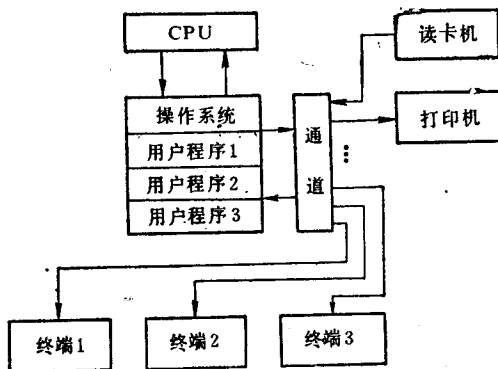 CPU
读卡机
操作系统
用户程序1
用户程序2
用户程序3
通
道
打印机
终端1
终端2
终端3